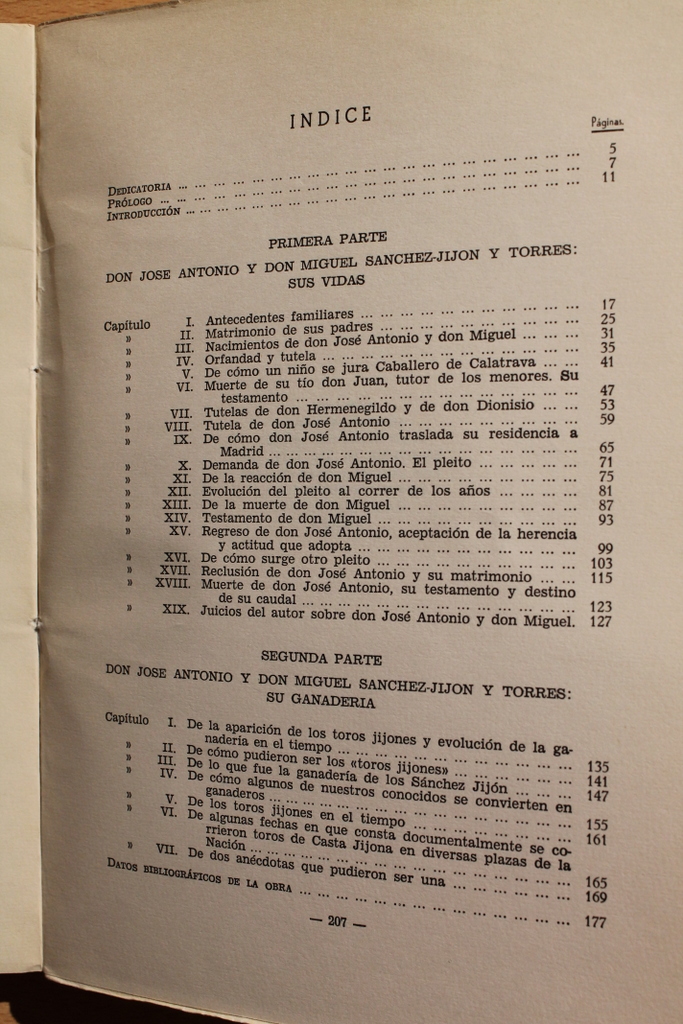 INDICE
Páginas.
DEDICATORIA ... ... ... ... ... ... ... ... ... ... ... ... ... ... ... 5
PRÓLOGO ... ... ... ... ... ... ... ... ... ... ... ... ... ... ... ... 7
INTRODUCCIÓN ... ... ... ... ... ... ... ... ... ... ... ... ... ... ... 11
PRIMERA PARTE
DON JOSE ANTONIO Y DON MIGUEL SANCHEZ-JIJON Y TORRES:
SUS VIDAS
Capítulo I. Antecedentes familiares ... ... ... ... ... ... ... ... 17
» II. Matrimonio de sus padres ... ... ... ... ... ... ... ... 25
» III. Nacimientos de don José Antonio y don Miguel ... ... ... 31
» IV. Orfandad y tutela ... ... ... ... ... ... ... ... ... ... 35
» V. De cómo un niño se jura Caballero de Calatrava ... ... 41
» VI. Muerte de su tío don Juan, tutor de los menores. Su
testamento ... ... ... ... ... ... ... ... ... ... ... 47
» VII. Tutelas de don Hermenegildo y de don Dionisio ... ... 53
» VIII. Tutela de don José Antonio ... ... ... ... ... ... ... 59
» IX. De cómo don José Antonio traslada su residencia a
Madrid ... ... ... ... ... ... ... ... ... ... ... ... 65
» X. Demanda de don José Antonio. El pleito ... ... ... ... 71
» XI. De la reacción de don Miguel ... ... ... ... ... ... ... 75
» XII. Evolución del pleito al correr de los años ... ... ... 81
» XIII. De la muerte de don Miguel ... ... ... ... ... ... ... 87
» XIV. Testamento de don Miguel ... ... ... ... ... ... ... ... 93
» XV. Regreso de don José Antonio, aceptación de la herencia
y actitud que adopta ... ... ... ... ... ... ... ... 99
» XVI. De cómo surge otro pleito ... ... ... ... ... ... ... ... 103
» XVII. Reclusión de don José Antonio y su matrimonio ... ... 115
» XVIII. Muerte de don José Antonio, su testamento y destino
de su caudal ... ... ... ... ... ... ... ... ... ... 123
» XIX. Juicios del autor sobre don José Antonio y don Miguel. 127
SEGUNDA PARTE
DON JOSE ANTONIO Y DON MIGUEL SANCHEZ-JIJON Y TORRES:
SU GANADERIA
Capítulo I. De la aparición de los toros jijones y evolución de la ga-
nadería en el tiempo ... ... ... ... ... ... ... ... ... 135
» II. De cómo pudieron ser los «toros jijones» ... ... ... ... 141
» III. De lo que fue la ganadería de los Sánchez Jijón ... ... 147
» IV. De cómo algunos de nuestros conocidos se convierten en
ganaderos ... ... ... ... ... ... ... ... ... ... ... ... 155
» V. De los toros jijones en el tiempo ... ... ... ... ... ... 161
» VI. De algunas fechas en que consta documentalmente se co-
rrieron toros de Casta Jijona en diversas plazas de la
Nación ... ... ... ... ... ... ... ... ... ... ... ... ... 165
» VII. De dos anécdotas que pudieron ser una ... ... ... ... 169
DATOS BIBLIOGRÁFICOS DE LA OBRA ... ... ... ... ... ... ... ... ... ... 177
— 207 —